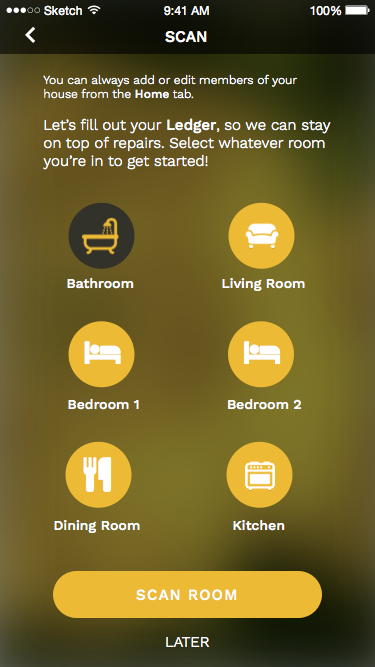 Sketch 9:41 AM 100%
SCAN
You can always add or edit members of your
house from the Home tab.
Let’s fill out your Ledger, so we can stay
on top of repairs. Select whatever room
you’re in to get started!
Bathroom Living Room
Bedroom 1 Bedroom 2
Dining Room Kitchen
SCAN ROOM
LATER